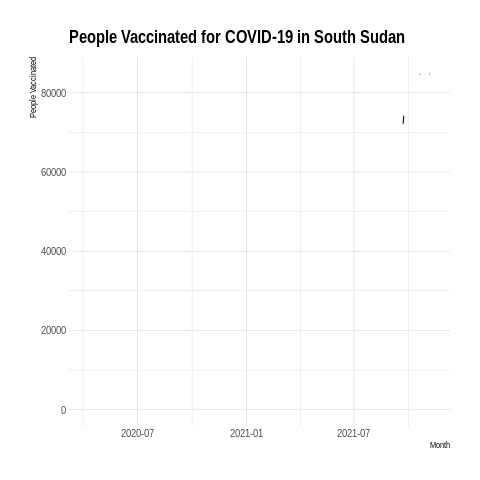 People Vaccinated for COVID-19 in South Sudan
People Vaccinated
80000
60000
40000
20000
0
2020-07 2021-01 2021-07
Month